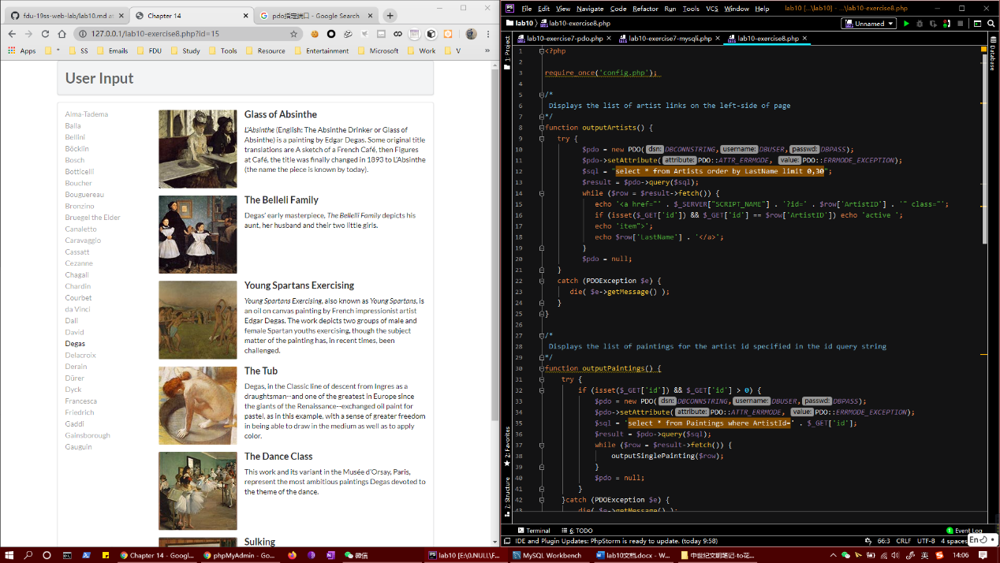 fdu-19ss-web-lab/lab10.md at
Chapter 14
pdo指定端口 - Google Search
127.0.0.1/lab10-exercise8.php?id=15
Apps
SS
Emails
FDU
Study
Tools
Resource
Entertainment
Microsoft
Work
V
User Input
Alma-Tadema
Balla
Bellini
Böcklin
Bosch
Botticelli
Boucher
Bouguereau
Bronzino
Bruegel the Elder
Canaletto
Caravaggio
Cassatt
Cezanne
Chagall
Chardin
Courbet
da Vinci
Dalí
David
Degas
Delacroix
Derain
Dürer
Dyck
Francesca
Friedrich
Gaddi
Gainsborough
Gauguin
Glass of Absinthe
L'Absinthe (English: The Absinthe Drinker or Glass of
Absinthe) is a painting by Edgar Degas. Some original title
translations are A sketch of a French Café, then Figures
at Café, the title was finally changed in 1893 to L'Absinthe
(the name the piece is known by today).
The Bellelli Family
Degas' early masterpiece, The Bellelli Family depicts his
aunt, her husband and their two little girls.
Young Spartans Exercising
Young Spartans Exercising, also known as Young Spartans, is
an oil on canvas painting by French impressionist artist
Edgar Degas. The work depicts two groups of male and
female Spartan youths exercising, though the subject
matter of the painting has, in recent times, been
challenged.
The Tub
Degas, in the Classic line of descent from Ingres as a
draughtsman--and one of the greatest in Europe since
the giants of the Renaissance--exchanged oil paint for
pastel, as in this example, with a sense of greater freedom
in being able to draw in the medium as well as to apply
color.
The Dance Class
This work and its variant in the Musée d'Orsay, Paris,
represent the most ambitious paintings Degas devoted to
the theme of the dance.
Sulking
PS File Edit View Navigate Code Refactor Run Tools VCS Window Help lab10 [...\lab10] - ...\lab10-exercise8.php
lab10 lab10-exercise8.php
Unnamed
lab10-exercise7-pdo.php
lab10-exercise7-mysqli.php
lab10-exercise8.php
1: Project
2: Favorites
7: Structure
Database
1 <?php
2
3 require_once('config.php');
4
5 /*
6 Displays the list of artist links on the left-side of page
7 */
8 function outputArtists() {
9 try {
10 $pdo = new PDO( dsn: DBCONNSTRING, username: DBUSER, passwd: DBPASS);
11 $pdo->setAttribute( attribute: PDO::ATTR_ERRMODE, value: PDO::ERRMODE_EXCEPTION);
12 $sql = "select * from Artists order by LastName limit 0,30";
13 $result = $pdo->query($sql);
14 while ($row = $result->fetch()) {
15 echo '<a href="' . $_SERVER["SCRIPT_NAME"] . '?id=' . $row['ArtistID'] . '" class="';
16 if (isset($_GET['id']) && $_GET['id'] == $row['ArtistID']) echo 'active ';
17 echo 'item">';
18 echo $row['LastName'] . '</a>';
19 }
20 $pdo = null;
21 }
22 catch (PDOException $e) {
23 die( $e->getMessage() );
24 }
25 }
26
27 /*
28 Displays the list of paintings for the artist id specified in the id query string
29 */
30 function outputPaintings() {
31 try {
32 if (isset($_GET['id']) && $_GET['id'] > 0) {
33 $pdo = new PDO( dsn: DBCONNSTRING, username: DBUSER, passwd: DBPASS);
34 $pdo->setAttribute( attribute: PDO::ATTR_ERRMODE, value: PDO::ERRMODE_EXCEPTION);
35 $sql = 'select * from Paintings where ArtistId=' . $_GET['id'];
36 $result = $pdo->query($sql);
37 while ($row = $result->fetch()) {
38 outputSinglePainting($row);
39 }
40 $pdo = null;
41 }
42 }catch (PDOException $e) {
43 die( $e->getMessage() );
Terminal
6: TODO
1 Event Log
IDE and Plugin Updates: PhpStorm is ready to update. (today 9:58)
66:3 CRLF UTF-8 4 spaces
En
Chapter 14 - Googl...
phpMyAdmin - Go...
微信
lab10 [E:\0.NULL\F...
MySQL Workbench
lab10文档.docx - W...
中世纪文明笔记-to花...
英
14:06